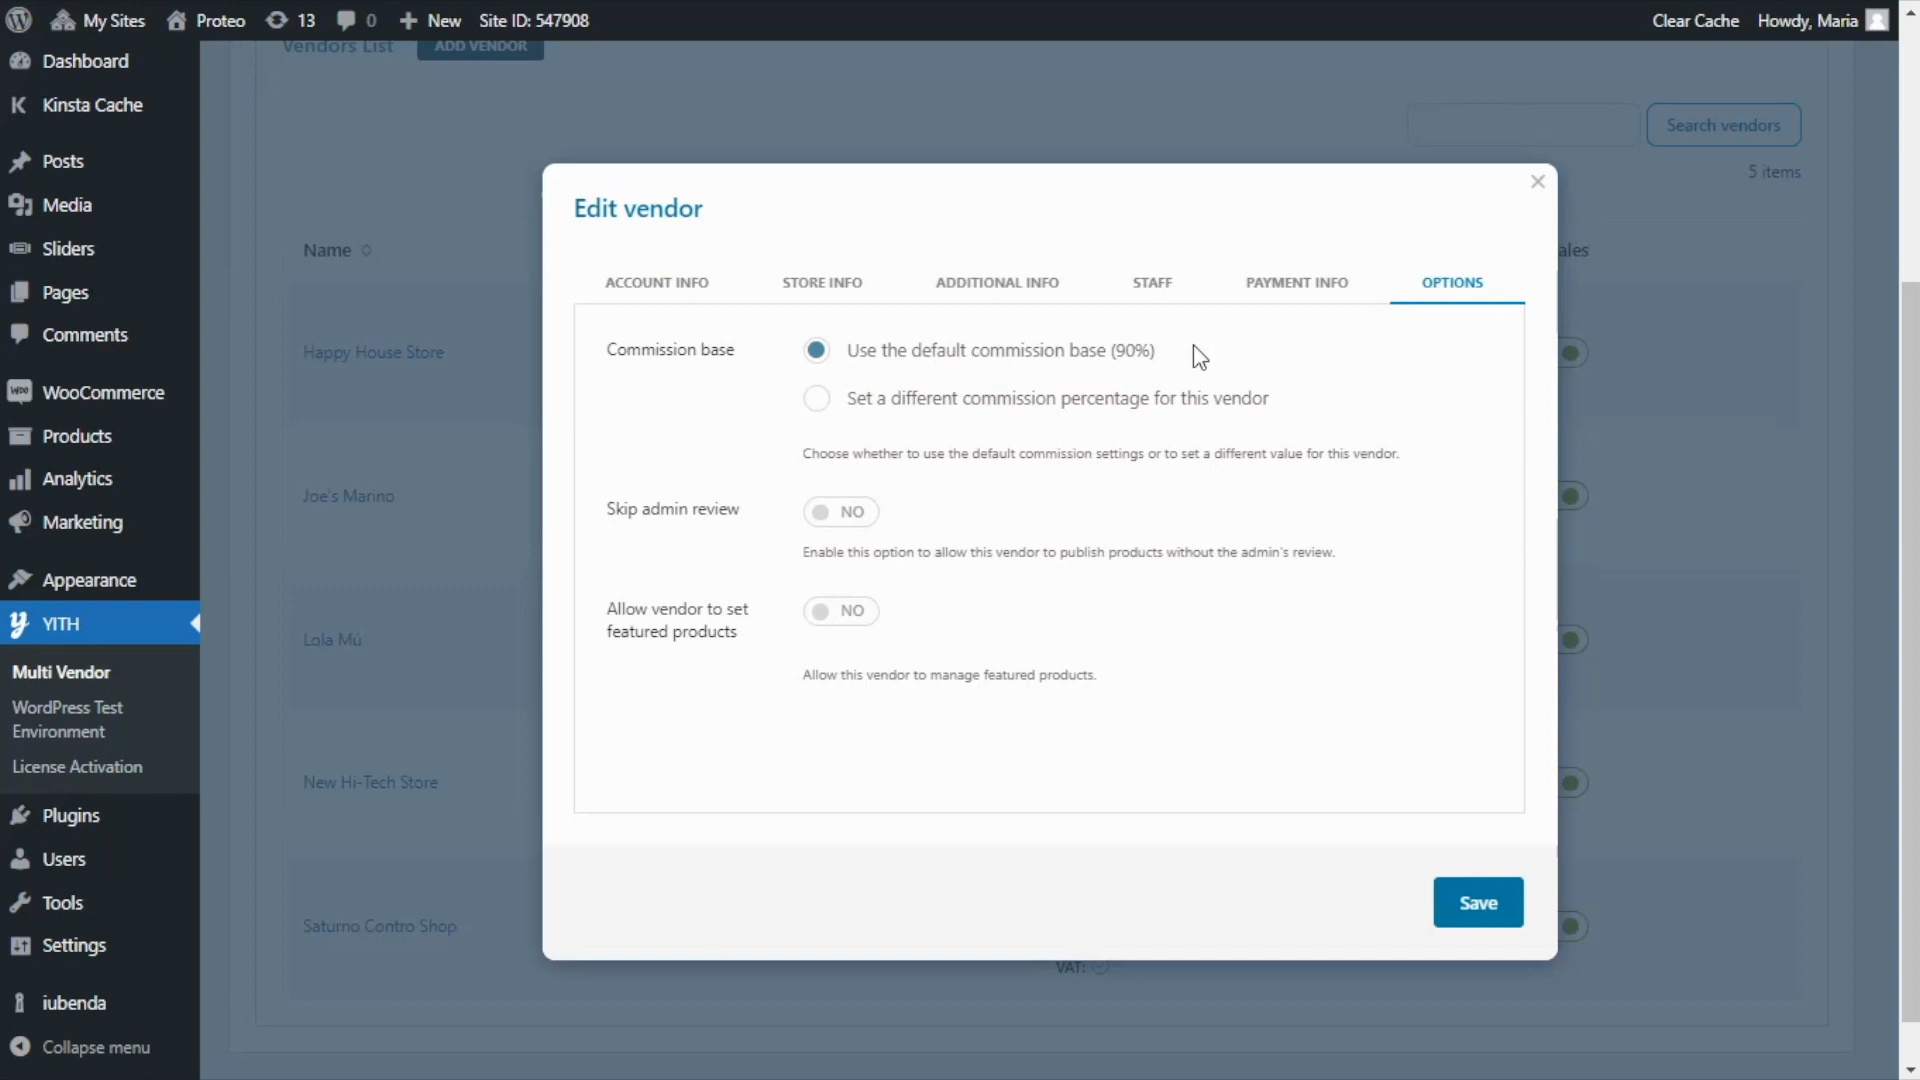 My Sites Proteo 13 0 New Site ID: 547908 Clear Cache Howdy, Maria
Dashboard
Kinsta Cache
Posts
Media
Sliders
Pages
Comments
WooCommerce
Products
Analytics
Marketing
Appearance
YITH
Multi Vendor
WordPress Test
Environment
License Activation
Plugins
Users
Tools
Settings
iubenda
Collapse menu
Vendors List ADD VENDOR
Search vendors
5 items
Name
ales
Happy House Store
Joe's Marino
Lola Mú
New Hi-Tech Store
Saturno Contro Shop
VAT:
Edit vendor
ACCOUNT INFO STORE INFO ADDITIONAL INFO STAFF PAYMENT INFO OPTIONS
Commission base Use the default commission base (90%)
Set a different commission percentage for this vendor
Choose whether to use the default commission settings or to set a different value for this vendor.
Skip admin review NO
Enable this option to allow this vendor to publish products without the admin's review.
Allow vendor to set NO
featured products
Allow this vendor to manage featured products.
Save